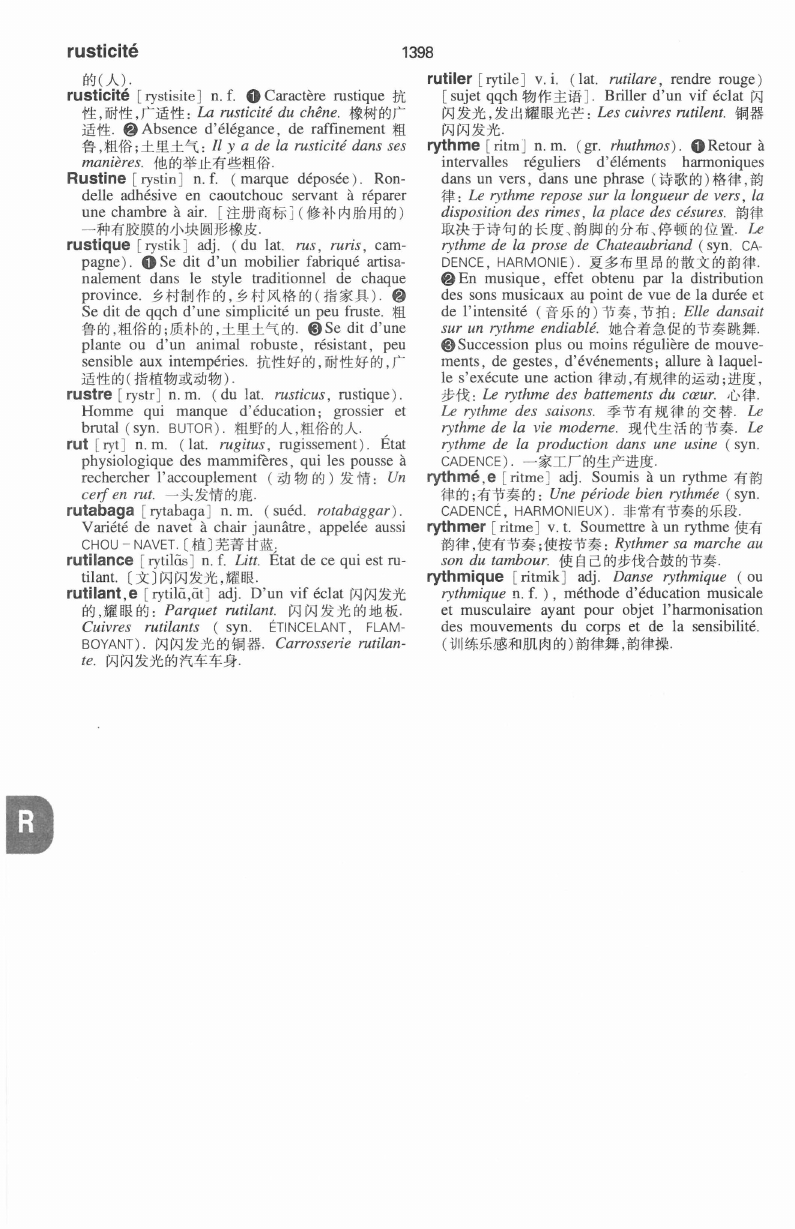 rusticité
1398
的(人).
rusticité [rystisite] n. f. ❶ Caractère rustique 抗
性,耐性,广适性: La rusticité du chêne. 橡树的广
适性. ❷ Absence d'élégance, de raffinement 粗
鲁,粗俗;土里土气: Il y a de la rusticité dans ses
manières. 他的举止有些粗俗.
Rustine [rystin] n. f. (marque déposée). Ron-
delle adhésive en caoutchouc servant à réparer
une chambre à air. [注册商标](修补内胎用的)
一种有胶膜的小块圆形橡皮.
rustique [rystik] adj. (du lat. rus, ruris, cam-
pagne). ❶ Se dit d'un mobilier fabriqué artisa-
nalement dans le style traditionnel de chaque
province. 乡村制作的,乡村风格的(指家具). ❷
Se dit de qqch d'une simplicité un peu fruste. 粗
鲁的,粗俗的;质朴的,土里土气的. ❸ Se dit d'une
plante ou d'un animal robuste, résistant, peu
sensible aux intempéries. 抗性好的,耐性好的,广
适性的(指植物或动物).
rustre [rystr] n. m. (du lat. rusticus, rustique).
Homme qui manque d'éducation; grossier et
brutal (syn. BUTOR). 粗野的人,粗俗的人.
rut [ryt] n. m. (lat. rugitus, rugissement). État
physiologique des mammifères, qui les pousse à
rechercher l'accouplement (动物的)发情: Un
cerf en rut. 一头发情的鹿.
rutabaga [rytabaga] n. m. (suéd. rotabaggar).
Variété de navet à chair jaunâtre, appelée aussi
CHOU-NAVET. [植]芜菁甘蓝.
rutilance [rytilɑ̃s] n. f. Litt. État de ce qui est ru-
tilant. [文]闪闪发光,耀眼.
rutilant,e [rytilɑ̃,ɑ̃t] adj. D'un vif éclat 闪闪发光
的,耀眼的: Parquet rutilant. 闪闪发光的地板.
Cuivres rutilants (syn. ÉTINCELANT, FLAM-
BOYANT). 闪闪发光的铜器. Carrosserie rutilan-
te. 闪闪发光的汽车车身.
rutiler [rytile] v. i. (lat. rutilare, rendre rouge)
[sujet qqch 物作主语]. Briller d'un vif éclat 闪
闪发光,发出耀眼光芒: Les cuivres rutilent. 铜器
闪闪发光.
rythme [ritm] n. m. (gr. rhuthmos). ❶ Retour à
intervalles réguliers d'éléments harmoniques
dans un vers, dans une phrase (诗歌的)格律,韵
律: Le rythme repose sur la longueur de vers, la
disposition des rimes, la place des césures. 韵律
取决于诗句的长度、韵脚的分布、停顿的位置. Le
rythme de la prose de Chateaubriand (syn. CA-
DENCE, HARMONIE). 夏多布里昂的散文的韵律.
❷ En musique, effet obtenu par la distribution
des sons musicaux au point de vue de la durée et
de l'intensité (音乐的)节奏,节拍: Elle dansait
sur un rythme endiablé. 她合着急促的节奏跳舞.
❸ Succession plus ou moins régulière de mouve-
ments, de gestes, d'événements; allure à laquel-
le s'exécute une action 律动,有规律的运动;进度,
步伐: Le rythme des battements du cœur. 心律.
Le rythme des saisons. 季节有规律的交替. Le
rythme de la vie moderne. 现代生活的节奏. Le
rythme de la production dans une usine (syn.
CADENCE). 一家工厂的生产进度.
rythmé,e [ritme] adj. Soumis à un rythme 有韵
律的;有节奏的: Une période bien rythmée (syn.
CADENCÉ, HARMONIEUX). 非常有节奏的乐段.
rythmer [ritme] v. t. Soumettre à un rythme 使有
韵律,使有节奏;使按节奏: Rythmer sa marche au
son du tambour. 使自己的步伐合鼓的节奏.
rythmique [ritmik] adj. Danse rythmique (ou
rythmique n. f.), méthode d'éducation musicale
et musculaire ayant pour objet l'harmonisation
des mouvements du corps et de la sensibilité.
(训练乐感和肌肉的)韵律舞,韵律操.
R